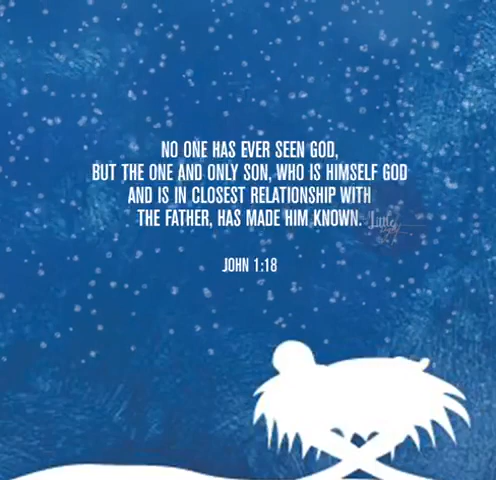 NO ONE HAS EVER SEEN GOD,
BUT THE ONE AND ONLY SON, WHO IS HIMSELF GOD
AND IS IN CLOSEST RELATIONSHIP WITH
THE FATHER, HAS MADE HIM KNOWN.
Little
JOHN 1:18